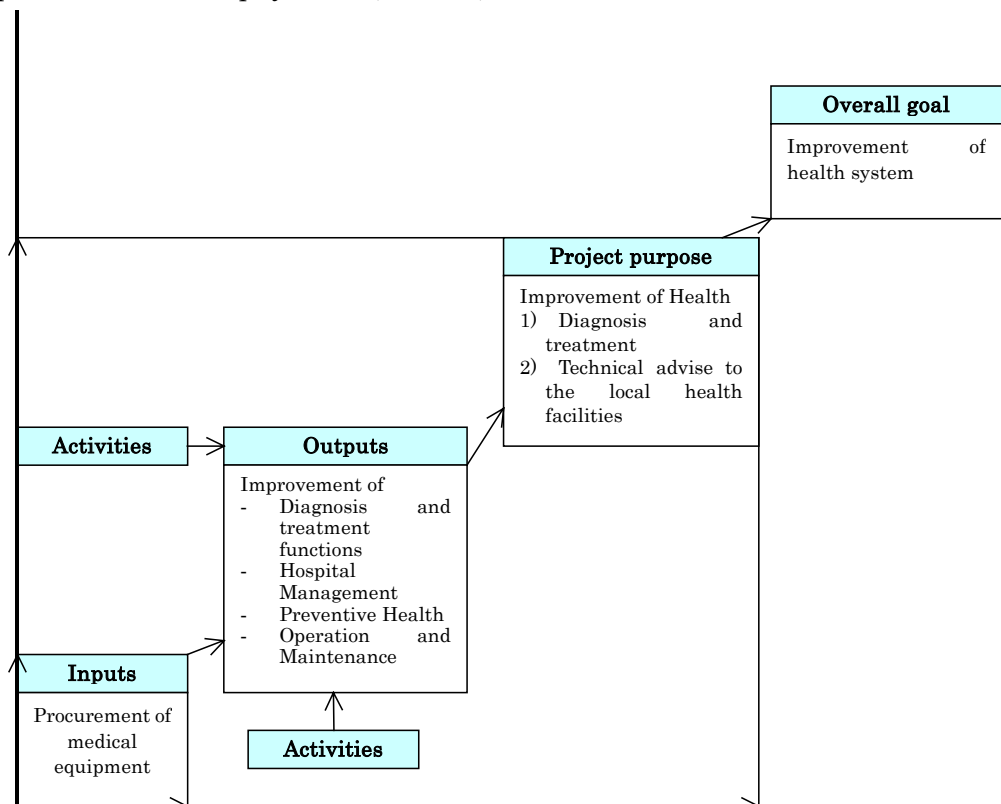 Overall goal
Improvement of
health system
Project purpose
Improvement of Health
1) Diagnosis and
treatment
2) Technical advise to
the local health
facilities
Activities
Outputs
Improvement of
- Diagnosis and
treatment
functions
- Hospital
Management
- Preventive Health
- Operation and
Maintenance
Inputs
Procurement of
medical
equipment
Activities